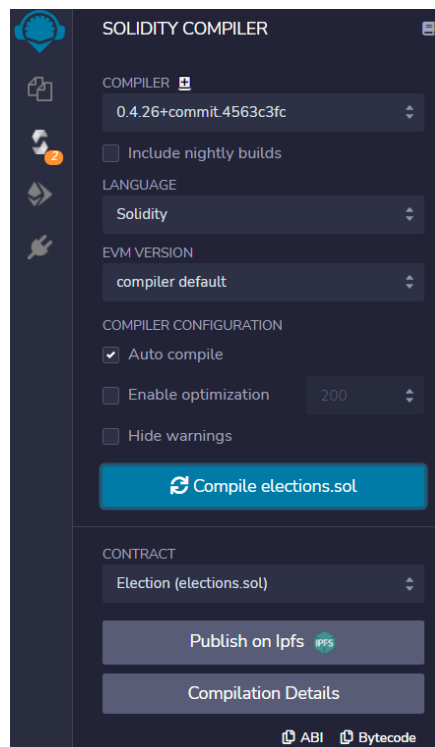 SOLIDITY COMPILER
COMPILER
0.4.26+commit.4563c3fc
Include nightly builds
2
LANGUAGE
Solidity
EVM VERSION
compiler default
COMPILER CONFIGURATION
Auto compile
Enable optimization 200
Hide warnings
Compile elections.sol
CONTRACT
Election (elections.sol)
Publish on Ipfs IPFS
Compilation Details
ABI Bytecode